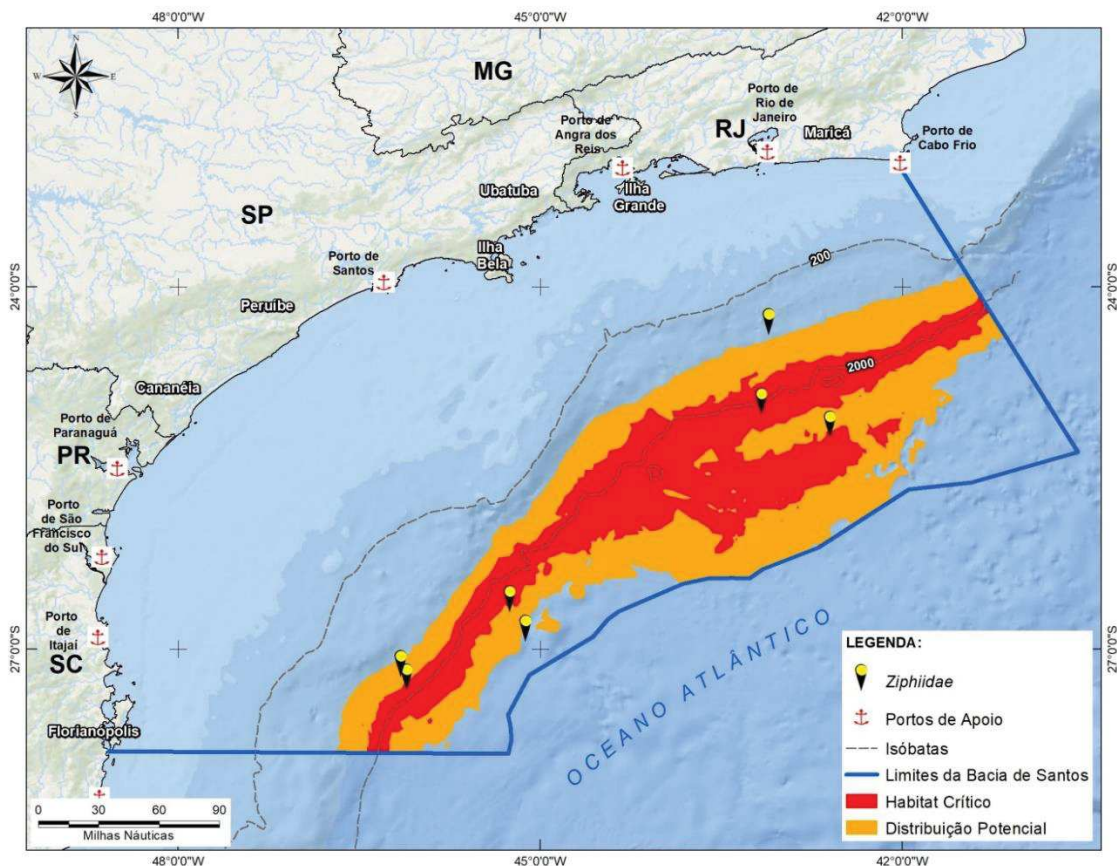 48°0'0"W
45°0'0"W
42°0'0"W
N
W
E
S
MG
Porto de
Rio de
Janeiro
Porto de
Angra dos
Reis
RJ
Maricá
Porto de
Cabo Frio
Ubatuba
Ilha
Grande
SP
Ilha
Bela
Porto de
Santos
200
24°0'0"S
24°0'0"S
Peruíbe
2000
Cananéia
Porto de
Paranaguá
PR
Porto
de São
Francisco
do Sul
Porto
de
Itajaí
SC
27°0'0"S
27°0'0"S
Florianópolis
OCEANO ATLÂNTICO
LEGENDA:
Ziphiidae
Portos de Apoio
Isóbatas
Limites da Bacia de Santos
Habitat Crítico
Distribuição Potencial
0 30 60 90
Milhas Náuticas
48°0'0"W
45°0'0"W
42°0'0"W